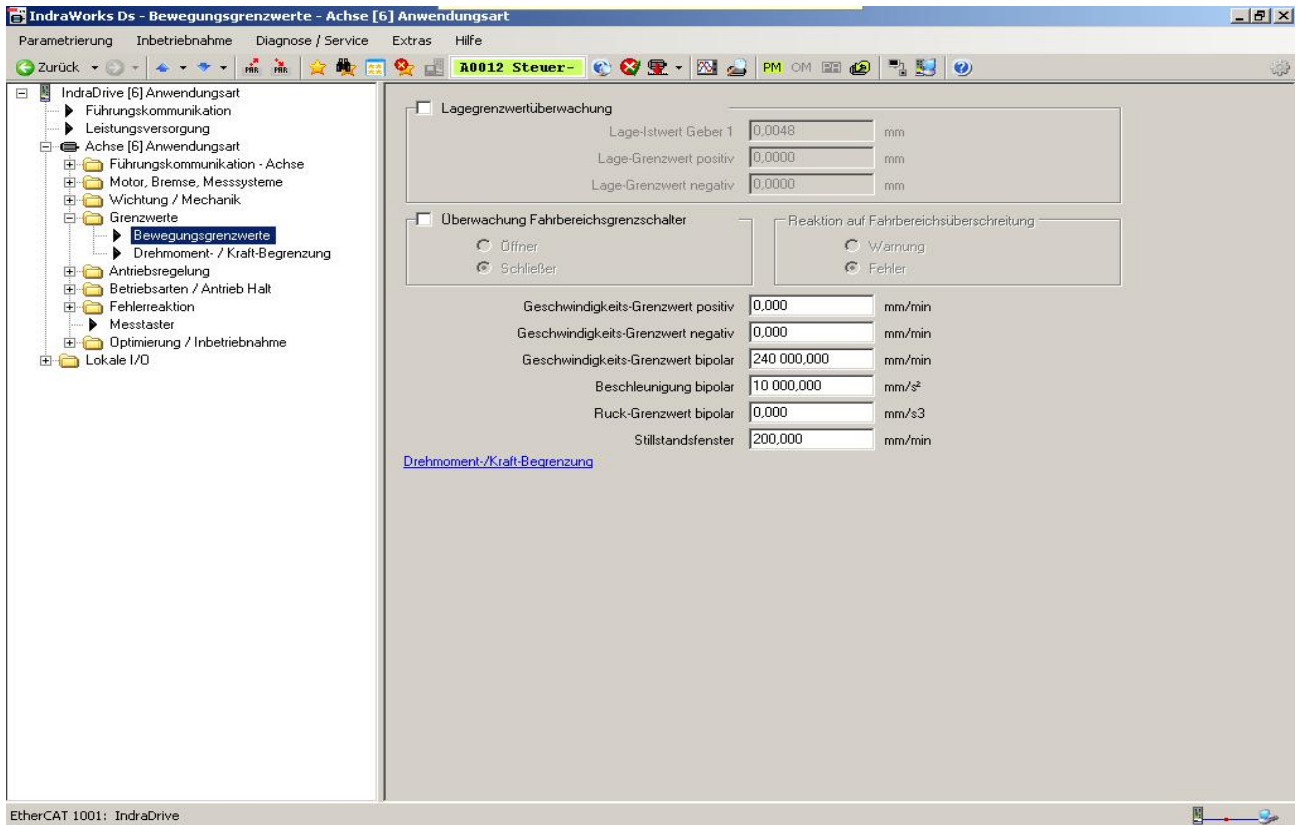 IndraWorks Ds - Bewegungsgrenzwerte - Achse [6] Anwendungsart
Parametrierung Inbetriebnahme Diagnose / Service Extras Hilfe
Zurück PAR PAR A0012 Steuer- PM OM
IndraDrive [6] Anwendungsart
Führungskommunikation
Leistungsversorgung
Achse [6] Anwendungsart
Führungskommunikation - Achse
Motor, Bremse, Messsysteme
Wichtung / Mechanik
Grenzwerte
Bewegungsgrenzwerte
Drehmoment- / Kraft-Begrenzung
Antriebsregelung
Betriebsarten / Antrieb Halt
Fehlerreaktion
Messtaster
Optimierung / Inbetriebnahme
Lokale I/O
Lagegrenzwertüberwachung
Lage-Istwert Geber 1 0,0048 mm
Lage-Grenzwert positiv 0,0000 mm
Lage-Grenzwert negativ 0,0000 mm
Überwachung Fahrbereichsgrenzschalter
Öffner
Schließer
Reaktion auf Fahrbereichsüberschreitung
Warnung
Fehler
Geschwindigkeits-Grenzwert positiv 0,000 mm/min
Geschwindigkeits-Grenzwert negativ 0,000 mm/min
Geschwindigkeits-Grenzwert bipolar 240 000,000 mm/min
Beschleunigung bipolar 10 000,000 mm/s²
Ruck-Grenzwert bipolar 0,000 mm/s3
Stillstandsfenster 200,000 mm/min
Drehmoment-/Kraft-Begrenzung
EtherCAT 1001: IndraDrive